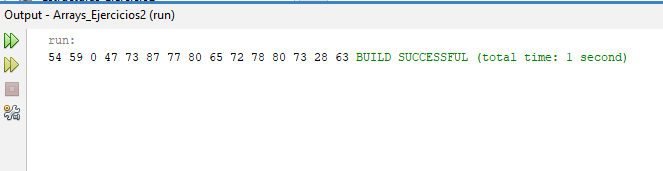 Output - Arrays_Ejercicios2 (run)
run:
54 59 0 47 73 87 77 80 65 72 78 80 73 28 63 BUILD SUCCESSFUL (total time: 1 second)